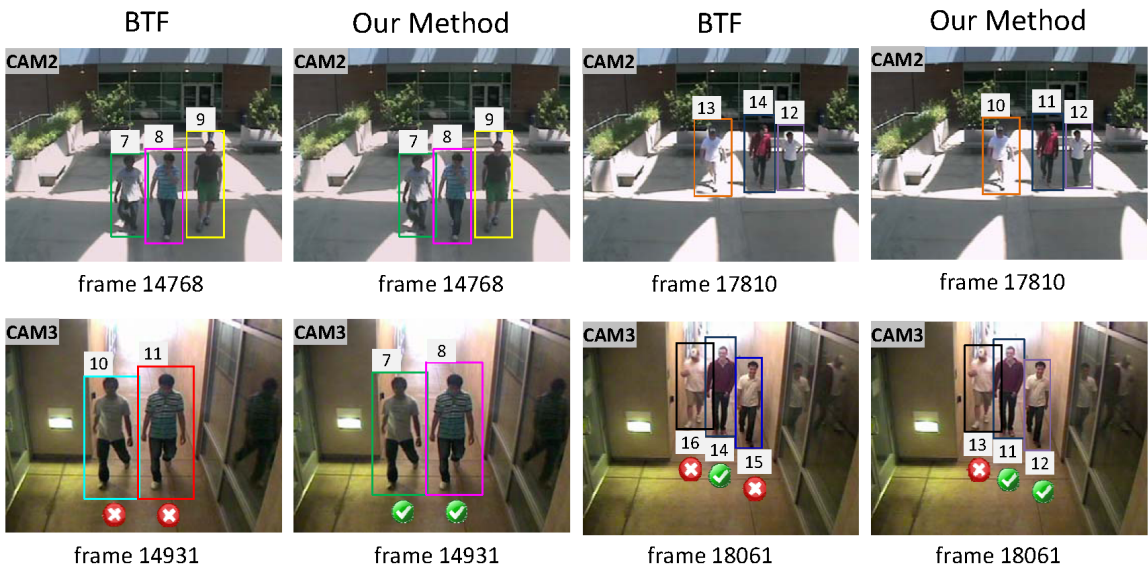 BTF
Our Method
BTF
Our Method
CAM2
7
8
9
CAM2
7
8
9
CAM2
13
14
12
CAM2
10
11
12
frame 14768
frame 14768
frame 17810
frame 17810
CAM3
10
11
CAM3
7
8
CAM3
16
14
15
CAM3
13
11
12
frame 14931
frame 14931
frame 18061
frame 18061